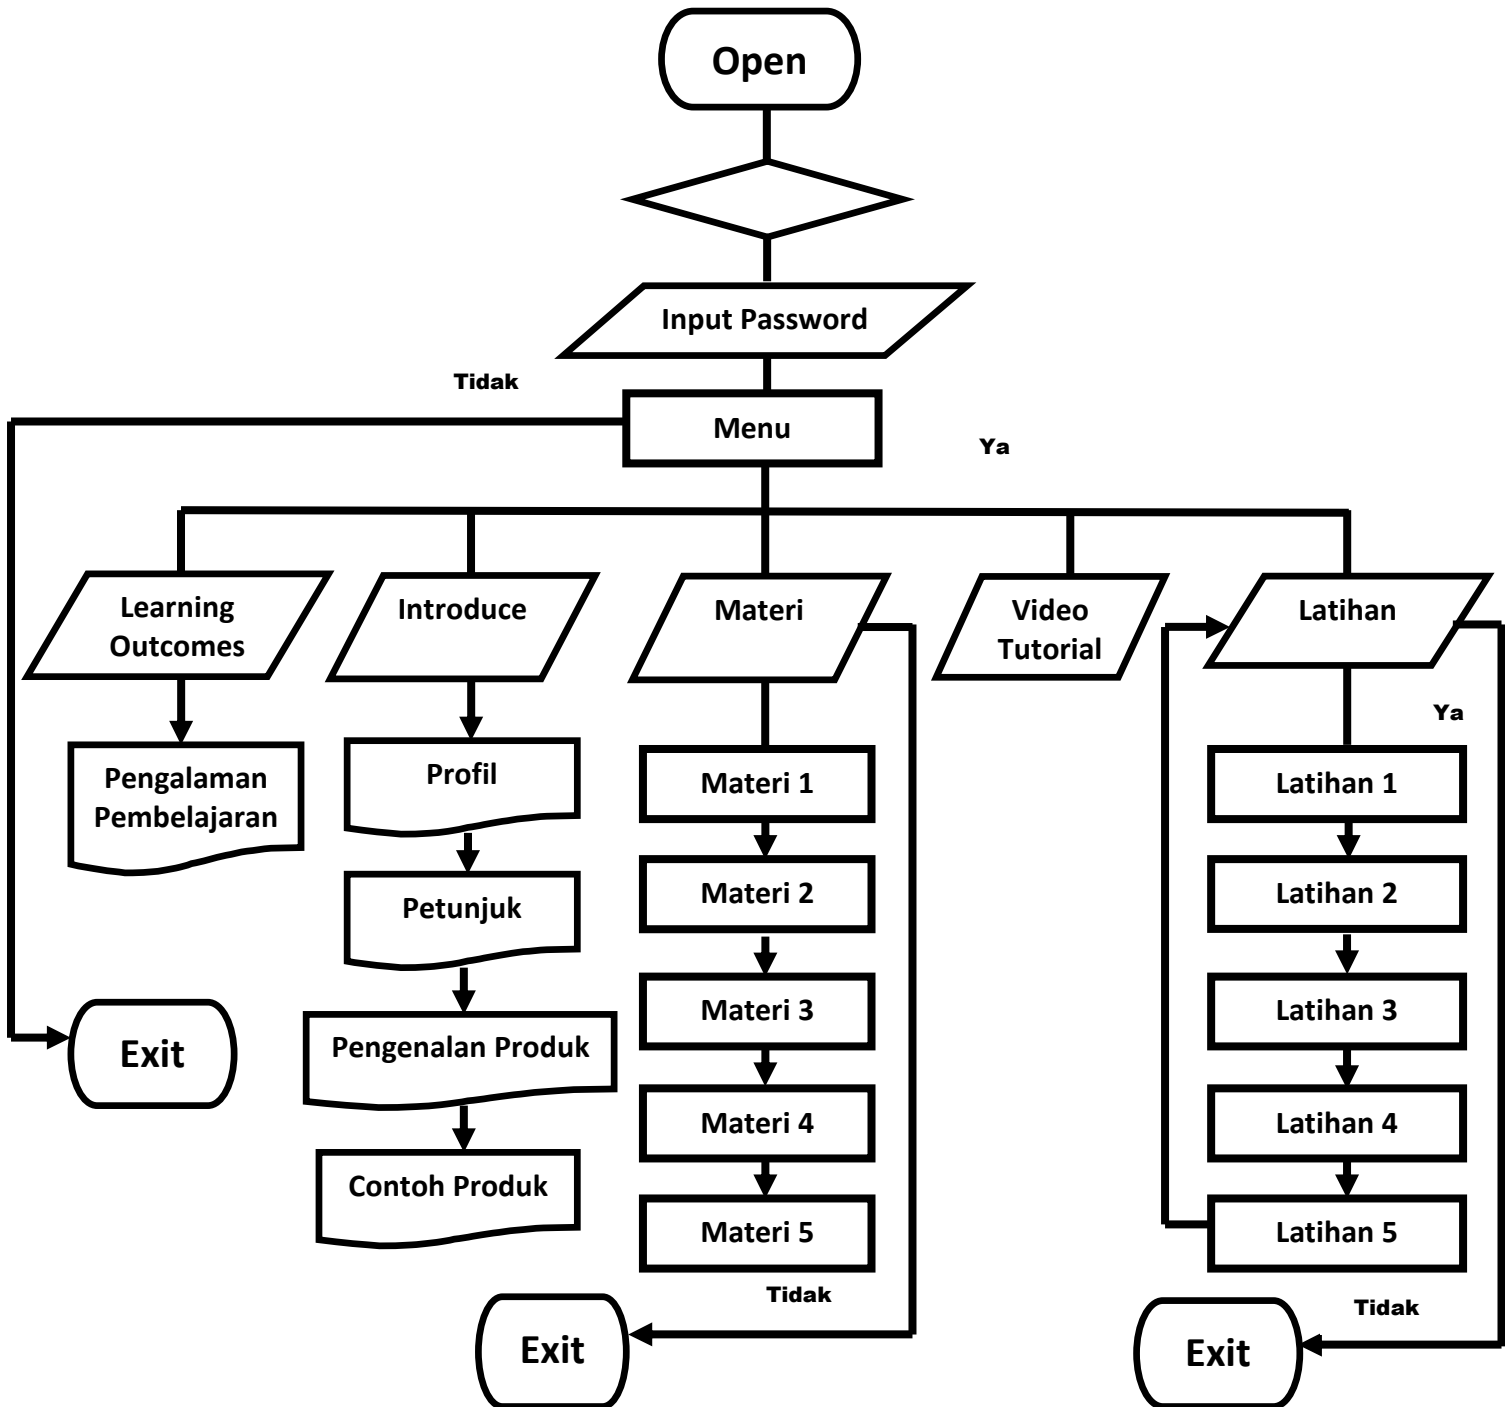 Open
Input Password
Tidak
Menu
Ya
Learning
Outcomes
Introduce
Materi
Video
Tutorial
Latihan
Ya
Pengalaman
Pembelajaran
Profil
Petunjuk
Pengenalan Produk
Contoh Produk
Materi 1
Materi 2
Materi 3
Materi 4
Materi 5
Latihan 1
Latihan 2
Latihan 3
Latihan 4
Latihan 5
Exit
Tidak
Exit
Tidak
Exit